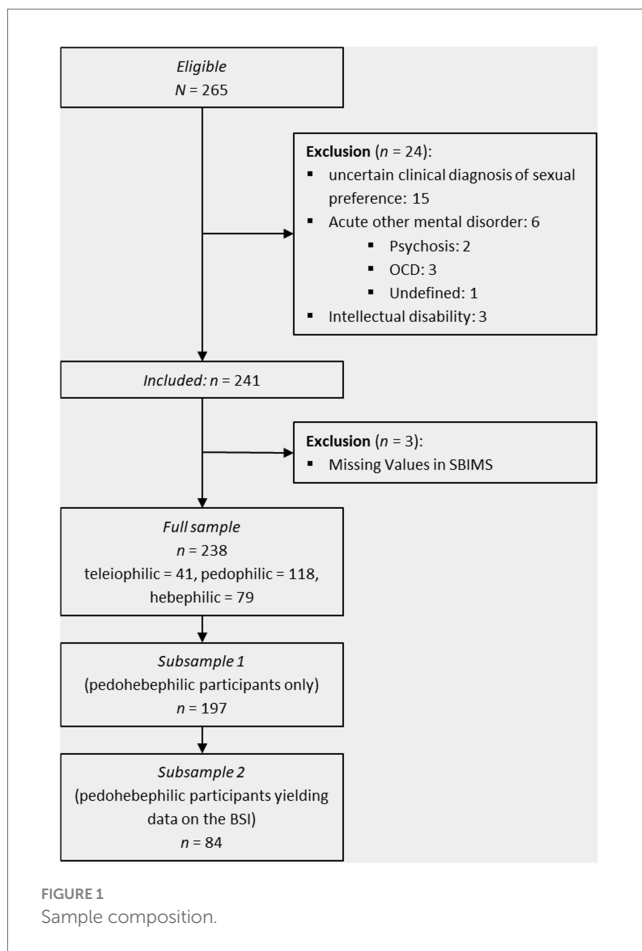 Eligible
N = 265
Exclusion (n = 24):
▪ uncertain clinical diagnosis of sexual
preference: 15
▪ Acute other mental disorder: 6
▪ Psychosis: 2
▪ OCD: 3
▪ Undefined: 1
▪ Intellectual disability: 3
Included: n = 241
Exclusion (n = 3):
▪ Missing Values in SBIMS
Full sample
n = 238
teleiophilic = 41, pedophilic = 118,
hebephilic = 79
Subsample 1
(pedohebephilic participants only)
n = 197
Subsample 2
(pedohebephilic participants yielding
data on the BSI)
n = 84
FIGURE 1
Sample composition.